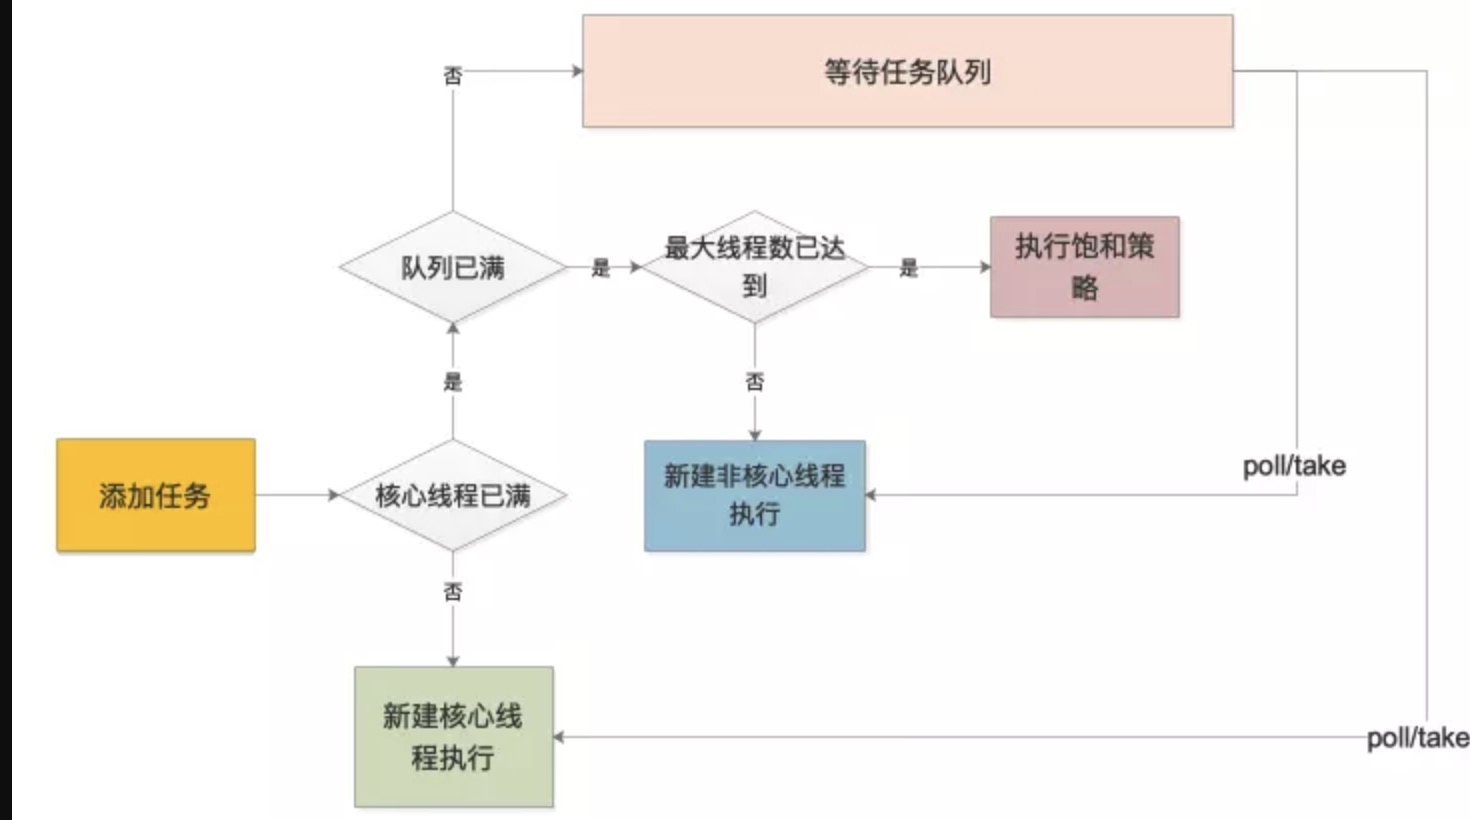 否
等待任务队列
队列已满
是
最大线程数已达
到
是
执行饱和策
略
是
否
添加任务
核心线程已满
新建非核心线程
执行
poll/take
否
新建核心线
程执行
poll/take